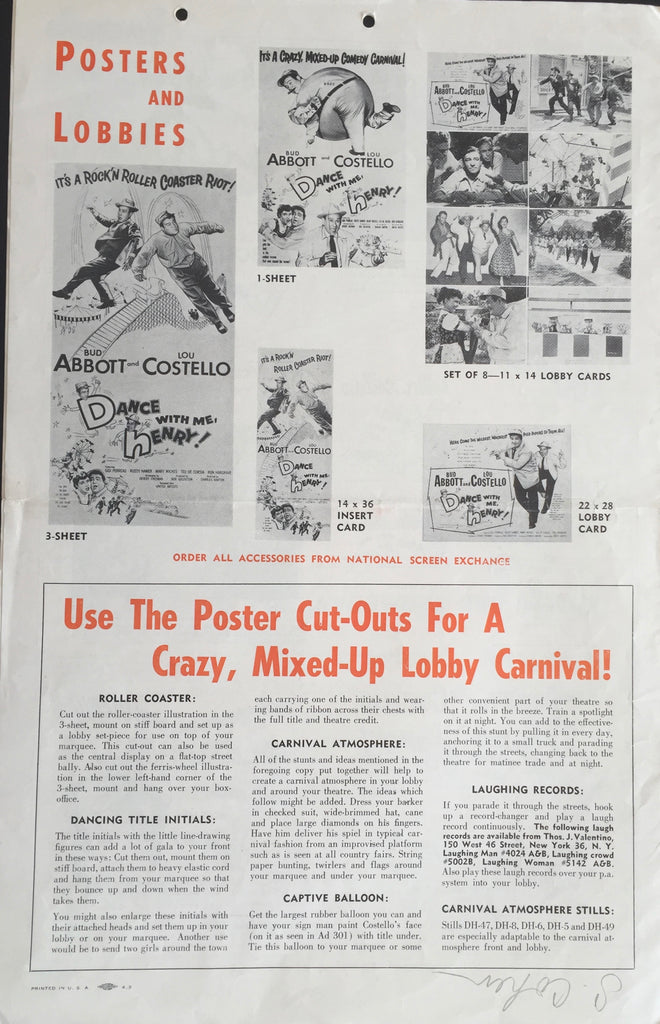 POSTERS
AND
LOBBIES
IT'S A ROCK'N ROLLER COASTER RIOT!
BUD LOU
ABBOTT and COSTELLO
DANCE
WITH ME,
HENRY!
3-SHEET
IT'S A CRAZY, MIXED-UP COMEDY CARNIVAL!
BUD LOU
ABBOTT and COSTELLO
DANCE
WITH ME,
HENRY!
1-SHEET
IT'S A ROCK'N
ROLLER COASTER RIOT!
ABBOTT and COSTELLO
DANCE
WITH ME,
HENRY!
14 x 36
INSERT
CARD
BUD LOU
ABBOTT and COSTELLO
DANCE
WITH ME,
HENRY!
SET OF 8—11 x 14 LOBBY CARDS
BUD LOU
ABBOTT and COSTELLO
DANCE
WITH ME,
HENRY!
22 x 28
LOBBY
CARD
ORDER ALL ACCESSORIES FROM NATIONAL SCREEN EXCHANGE
Use The Poster Cut-Outs For A
Crazy, Mixed-Up Lobby Carnival!
ROLLER COASTER:
Cut out the roller-coaster illustration in the
3-sheet, mount on stiff board and set up as
a lobby set-piece for use on top of your
marquee. This cut-out can also be used
as the central display on a flat-top street
bally. Also cut out the ferris-wheel illustra-
tion in the lower left-hand corner of the
3-sheet, mount and hang over your box-
office.
DANCING TITLE INITIALS:
The title initials with the little line-drawing
figures can add a lot of gala to your front
in these ways: Cut them out, mount them on
stiff board, attach them to heavy elastic cord
and hang them from your marquee so that
they bounce up and down when the wind
takes them.
You might also enlarge these initials with
their attached heads and set them up in your
lobby or on your marquee. Another use
would be to send two girls around the town
each carrying one of the initials and wear-
ing bands of ribbon across their chests with
the full title and theatre credit.
CARNIVAL ATMOSPHERE:
All of the stunts and ideas mentioned in the
foregoing copy put together will help to
create a carnival atmosphere in your lobby
and around your theatre. The ideas which
follow might be added. Dress your barker
in checked suit, wide-brimmed hat, cane
and place large diamonds on his fingers.
Have him deliver his spiel in typical car-
nival fashion from an improvised platform
such as is seen at all country fairs. String
paper bunting, twirlers and flags around
your marquee and under your marquee.
CAPTIVE BALLOON:
Get the largest rubber balloon you can and
have your sign man paint Costello's face
(on it as seen in Ad 301) with title under.
Tie this balloon to your marquee or some
other convenient part of your theatre so
that it rolls in the breeze. Train a spotlight
on it at night. You can add to the effective-
ness of this stunt by pulling it in every day,
anchoring it to a small truck and parading
it through the streets, changing back to the
theatre for matinee trade and at night.
LAUGHING RECORDS:
If you parade it through the streets, hook
up a record-changer and play a laugh
record continuously. The following laugh
records are available from Thos. J. Valentino,
150 West 46 Street, New York 36, N. Y.
Laughing Man #4024 A&B, Laughing crowd
#5002B, Laughing Woman #5142 A&B.
Also play these laugh records over your p.a.
system into your lobby.
CARNIVAL ATMOSPHERE STILLS:
Stills DH-47, DH-8, DH-6, DH-5 and DH-49
are especially adaptable to the carnival at-
mosphere front and lobby.
PRINTED IN U. S. A.
S. Cohen